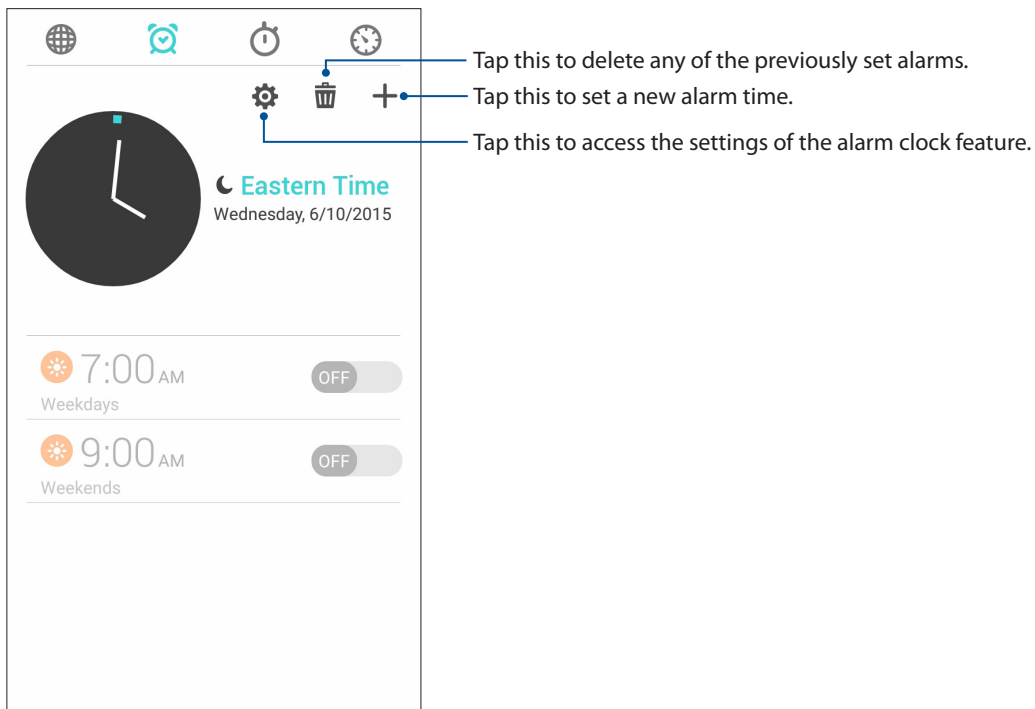 Tap this to delete any of the previously set alarms.
Tap this to set a new alarm time.
Tap this to access the settings of the alarm clock feature.
Eastern Time
Wednesday, 6/10/2015
7:00 AM
OFF
Weekdays
9:00 AM
OFF
Weekends